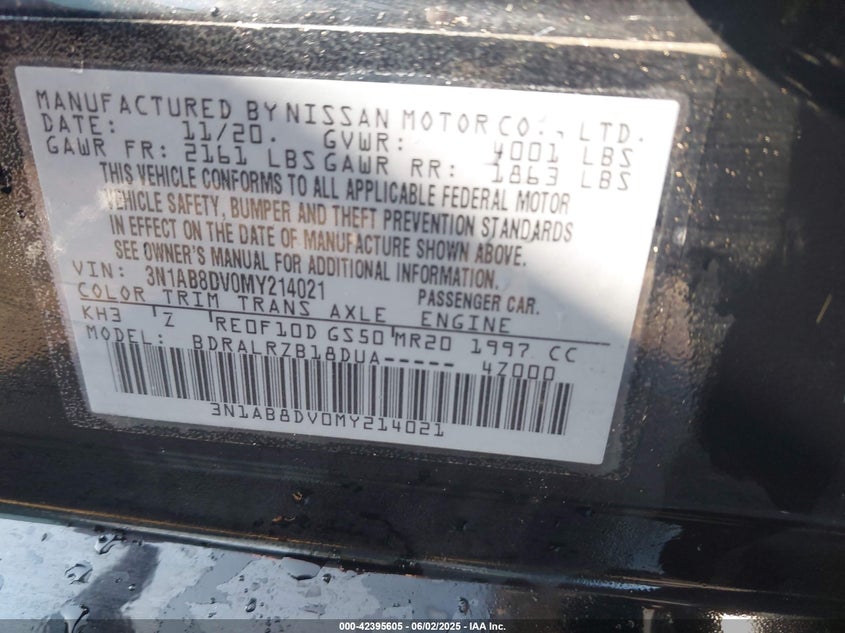 MANUFACTURED BY NISSAN MOTOR CO., LTD.
DATE: 11/20. GVWR: 4001 LBS
GAWR FR: 2161 LBS GAWR RR: 1863 LBS
THIS VEHICLE CONFORMS TO ALL APPLICABLE FEDERAL MOTOR
VEHICLE SAFETY, BUMPER AND THEFT PREVENTION STANDARDS
IN EFFECT ON THE DATE OF MANUFACTURE SHOWN ABOVE.
SEE OWNER'S MANUAL FOR ADDITIONAL INFORMATION.
VIN: 3N1AB8DV0MY214021 PASSENGER CAR.
COLOR TRIM TRANS AXLE ENGINE
KH3 Z RE0F10D GS50 MR20 1997 CC
MODEL: BDRALRZB18DUA----- 47000
3N1AB8DV0MY214021
000-42395605 - 06/02/2025 - IAA Inc.